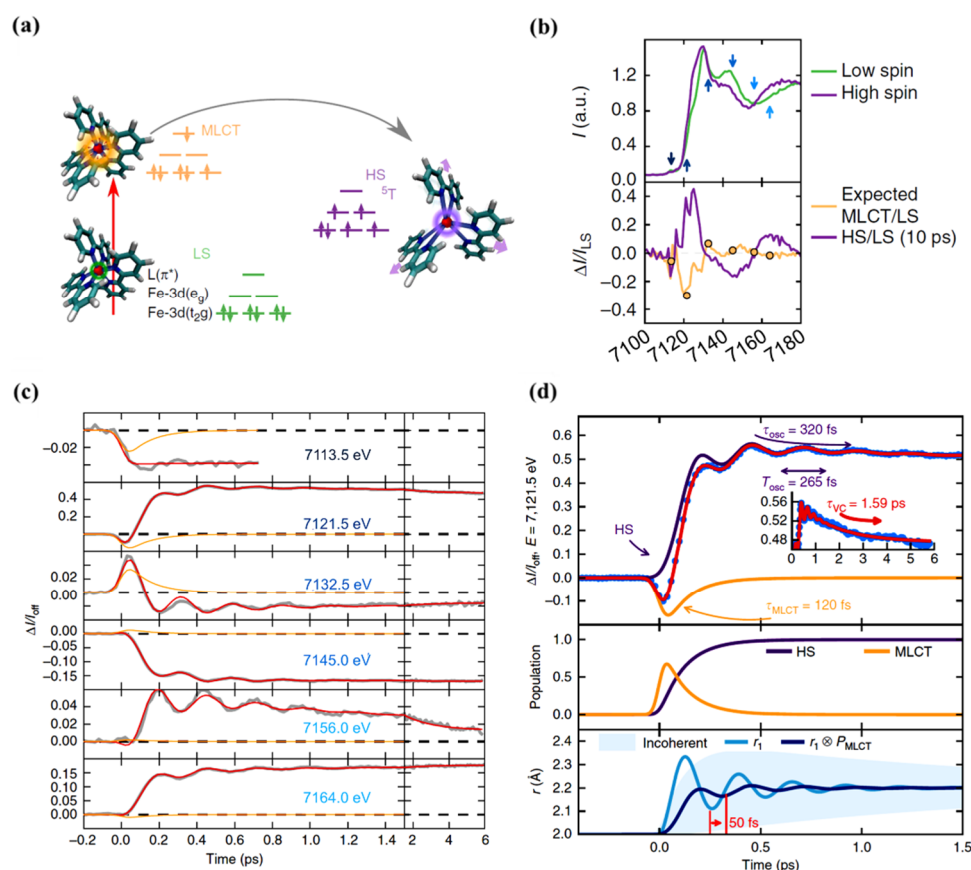 (a)
MLCT
HS
⁵T
LS
L(π*)
Fe-3d(e_g)
Fe-3d(t₂g)
(b)
I (a.u.)
1.2
0.6
0.0
Low spin
High spin
ΔI/I_LS
0.4
0.2
0.0
−0.2
−0.4
Expected
MLCT/LS
HS/LS (10 ps)
7100
7120
7140
7160
7180
(c)
ΔI/I_off
−0.02
7113.5 eV
0.4
0.2
7121.5 eV
0.02
0.00
7132.5 eV
0.00
−0.05
−0.10
−0.15
7145.0 eV
0.04
0.02
0.00
7156.0 eV
0.15
0.10
0.05
0.00
7164.0 eV
−0.2 0.0 0.2 0.4 0.6 0.8 1.0 1.2 1.4 2 4 6
Time (ps)
(d)
ΔI/I_off, E = 7,121.5 eV
0.6
0.5
0.4
0.3
0.2
0.1
0.0
−0.1
HS
τ_osc = 320 fs
T_osc = 265 fs
τ_VC = 1.59 ps
0.56
0.52
0.48
0 1 2 3 4 5 6
τ_MLCT = 120 fs
Population
1.0
0.5
0.0
HS MLCT
r (Å)
2.4
2.3
2.2
2.1
2.0
Incoherent r₁ r₁ ⊗ P_MLCT
50 fs
0.0 0.5 1.0 1.5
Time (ps)